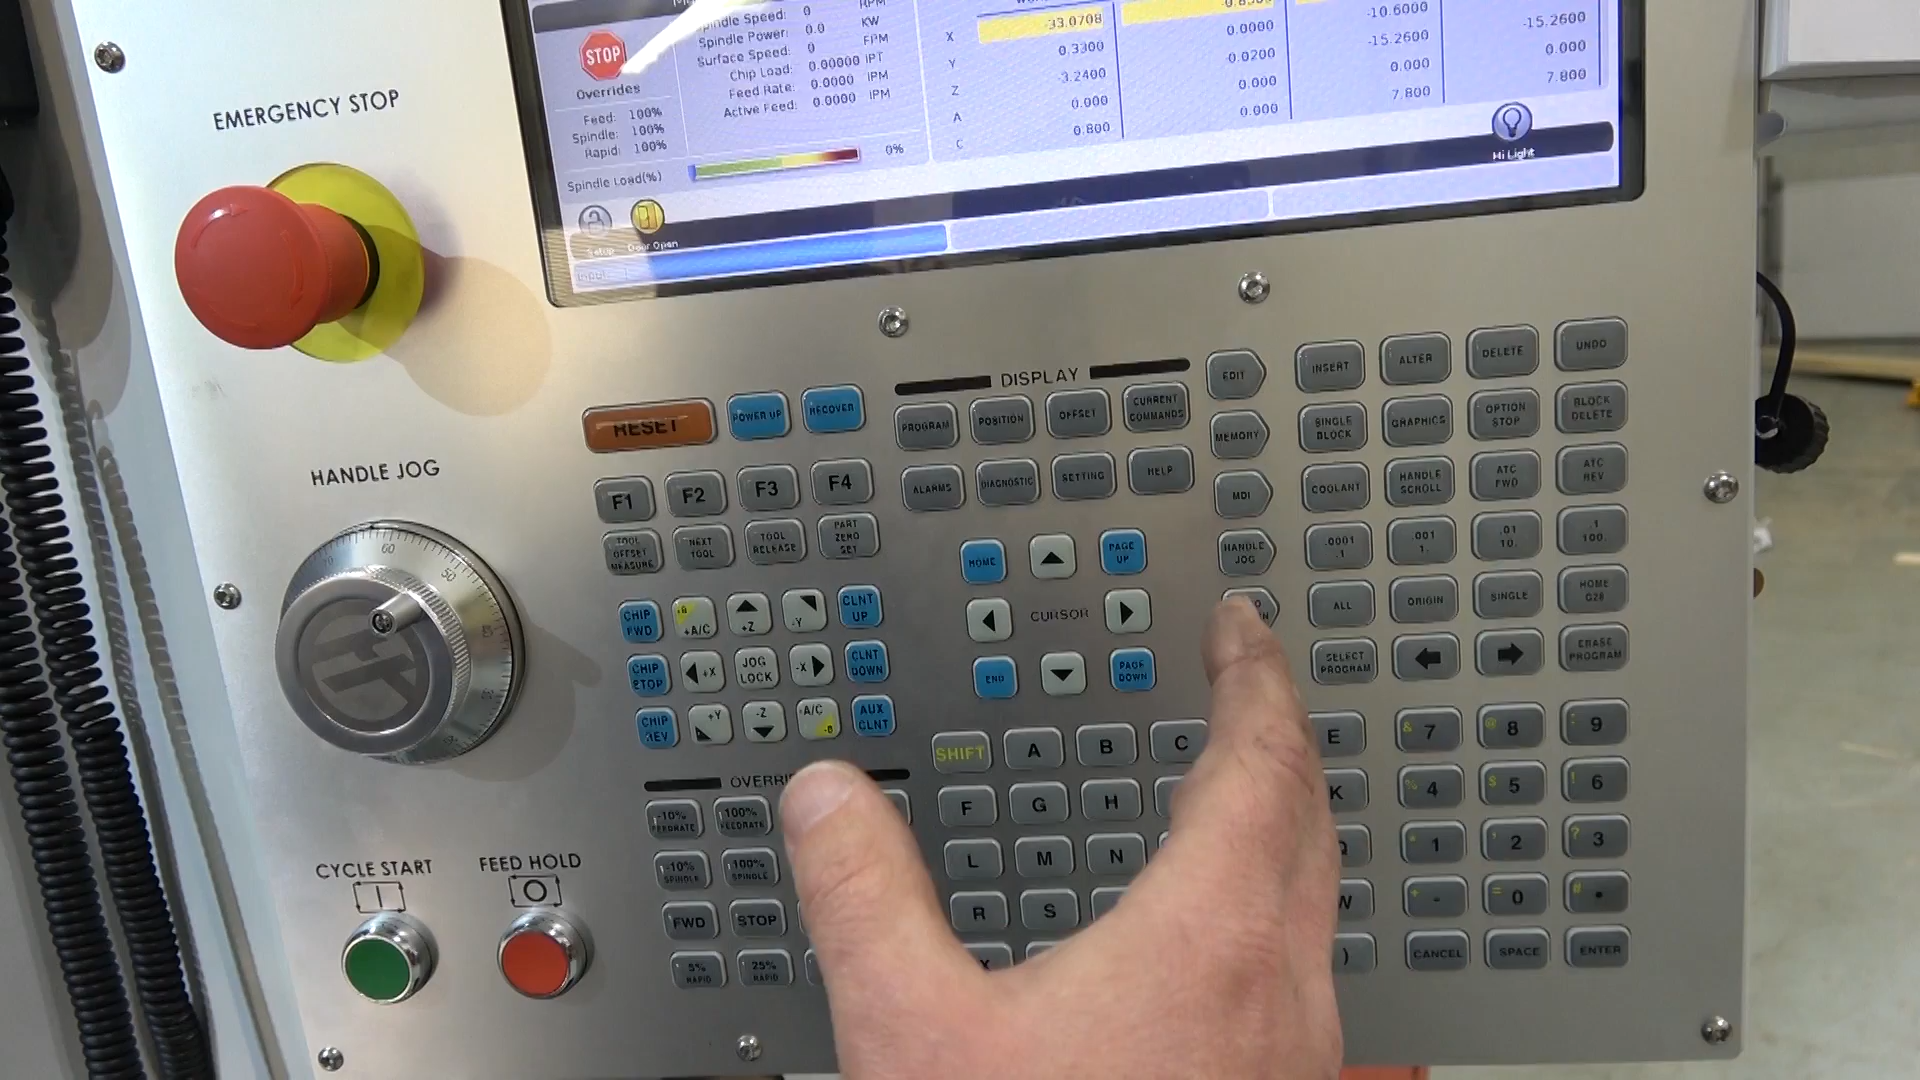 Spindle Speed: 0 RPM
Spindle Power: 0.0 KW
Surface Speed: 0 FPM
Chip Load: 0.00000 IPT
Feed Rate: 0.0000 IPM
Active Feed: 0.0000 IPM
STOP
Overrides
Feed: 100%
Spindle: 100%
Rapid: 100%
Spindle Load(%) 0%
X -33.0708 -10.6000 -15.2600
Y 0.3300 0.0000 -15.2600 0.000
Z -3.2400 0.0200 0.000 7.800
A 0.000 0.000 7.800
C 0.800 0.000
Hi Light
Setup Door Open
Input:
EMERGENCY STOP
HANDLE JOG
60
50
CYCLE START
FEED HOLD
RESET POWER UP RECOVER
F1 F2 F3 F4
TOOL OFFSET MEASURE NEXT TOOL TOOL RELEASE PART ZERO SET
CHIP FWD +B +A/C +Z -Y CLNT UP
CHIP STOP +X JOG LOCK -X CLNT DOWN
CHIP REV +Y -Z -A/C -B AUX CLNT
-10% FEEDRATE 100% FEEDRATE
-10% SPINDLE 100% SPINDLE
FWD STOP
5% RAPID 25% RAPID
DISPLAY
PROGRAM POSITION OFFSET CURRENT COMMANDS
ALARMS DIAGNOSTIC SETTING HELP
HOME PAGE UP
CURSOR
END PAGE DOWN
EDIT INSERT ALTER DELETE UNDO
MEMORY SINGLE BLOCK GRAPHICS OPTION STOP BLOCK DELETE
MDI COOLANT HANDLE SCROLL ATC FWD ATC REV
HANDLE JOG .0001 .1 .001 1. .01 10. .1 100.
ALL ORIGIN SINGLE HOME G28
SELECT PROGRAM ERASE PROGRAM
SHIFT A B C E & 7 @ 8 : 9
F G H K % 4 $ 5 ! 6
L M N Q * 1 ' 2 ? 3
R S W + - = 0 # .
X ) CANCEL SPACE ENTER